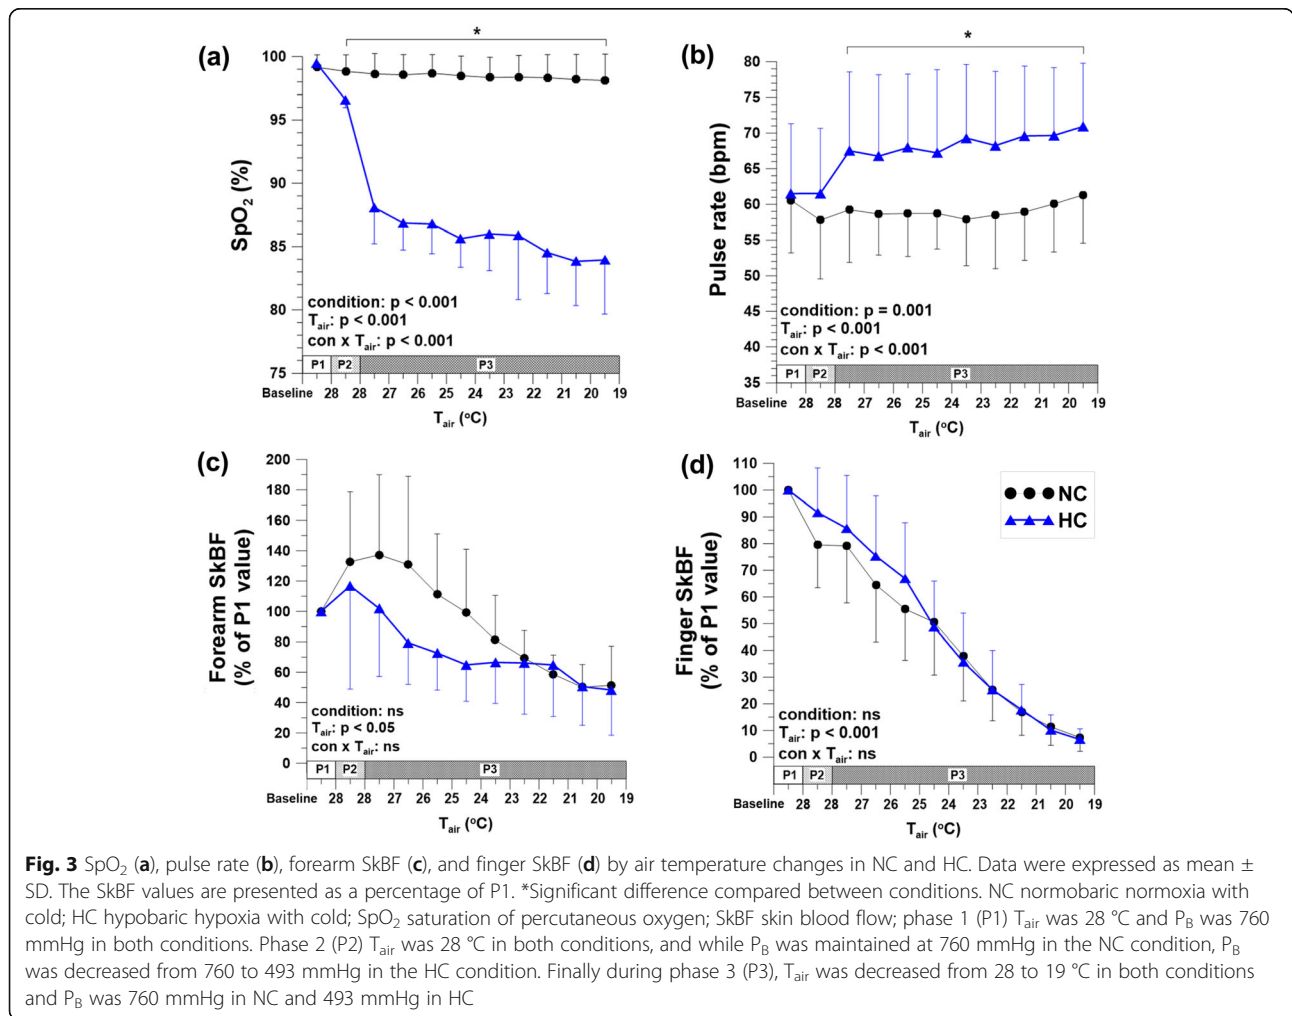 (a)
*
SpO2 (%)
100
95
90
85
80
75
condition: p < 0.001
Tair: p < 0.001
con x Tair: p < 0.001
P1 P2 P3
Baseline 28 28 27 26 25 24 23 22 21 20 19
Tair (°C)
(b)
*
Pulse rate (bpm)
80
75
70
65
60
55
50
45
40
35
condition: p = 0.001
Tair: p < 0.001
con x Tair: p < 0.001
P1 P2 P3
Baseline 28 28 27 26 25 24 23 22 21 20 19
Tair (°C)
(c)
Forearm SkBF
(% of P1 value)
200
180
160
140
120
100
80
60
40
20
0
condition: ns
Tair: p < 0.05
con x Tair: ns
P1 P2 P3
Baseline 28 28 27 26 25 24 23 22 21 20 19
Tair (°C)
(d)
Finger SkBF
(% of P1 value)
110
100
90
80
70
60
50
40
30
20
10
0
NC
HC
condition: ns
Tair: p < 0.001
con x Tair: ns
P1 P2 P3
Baseline 28 28 27 26 25 24 23 22 21 20 19
Tair (°C)
Fig. 3 SpO2 (a), pulse rate (b), forearm SkBF (c), and finger SkBF (d) by air temperature changes in NC and HC. Data were expressed as mean ±
SD. The SkBF values are presented as a percentage of P1. *Significant difference compared between conditions. NC normobaric normoxia with
cold; HC hypobaric hypoxia with cold; SpO2 saturation of percutaneous oxygen; SkBF skin blood flow; phase 1 (P1) Tair was 28 °C and PB was 760
mmHg in both conditions. Phase 2 (P2) Tair was 28 °C in both conditions, and while PB was maintained at 760 mmHg in the NC condition, PB
was decreased from 760 to 493 mmHg in the HC condition. Finally during phase 3 (P3), Tair was decreased from 28 to 19 °C in both conditions
and PB was 760 mmHg in NC and 493 mmHg in HC